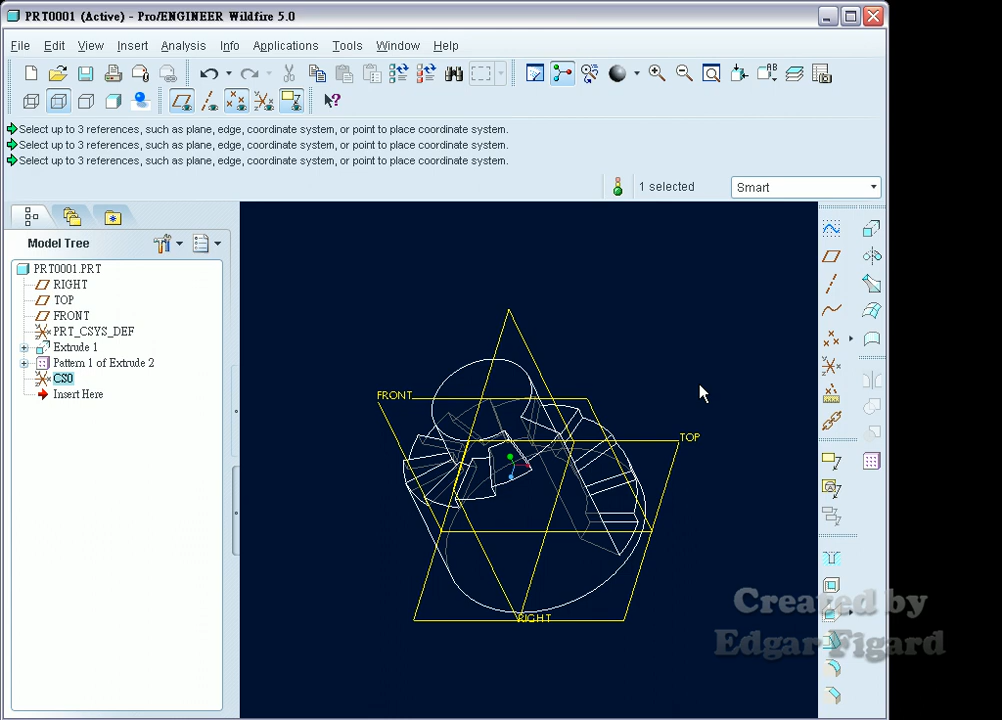 PRT0001 (Active) - Pro/ENGINEER Wildfire 5.0
File Edit View Insert Analysis Info Applications Tools Window Help
Select up to 3 references, such as plane, edge, coordinate system, or point to place coordinate system.
Select up to 3 references, such as plane, edge, coordinate system, or point to place coordinate system.
Select up to 3 references, such as plane, edge, coordinate system, or point to place coordinate system.
1 selected
Smart
Model Tree
PRT0001.PRT
RIGHT
TOP
FRONT
PRT_CSYS_DEF
Extrude 1
Pattern 1 of Extrude 2
CS0
Insert Here
FRONT
TOP
RIGHT
Created by
Edgar Figard